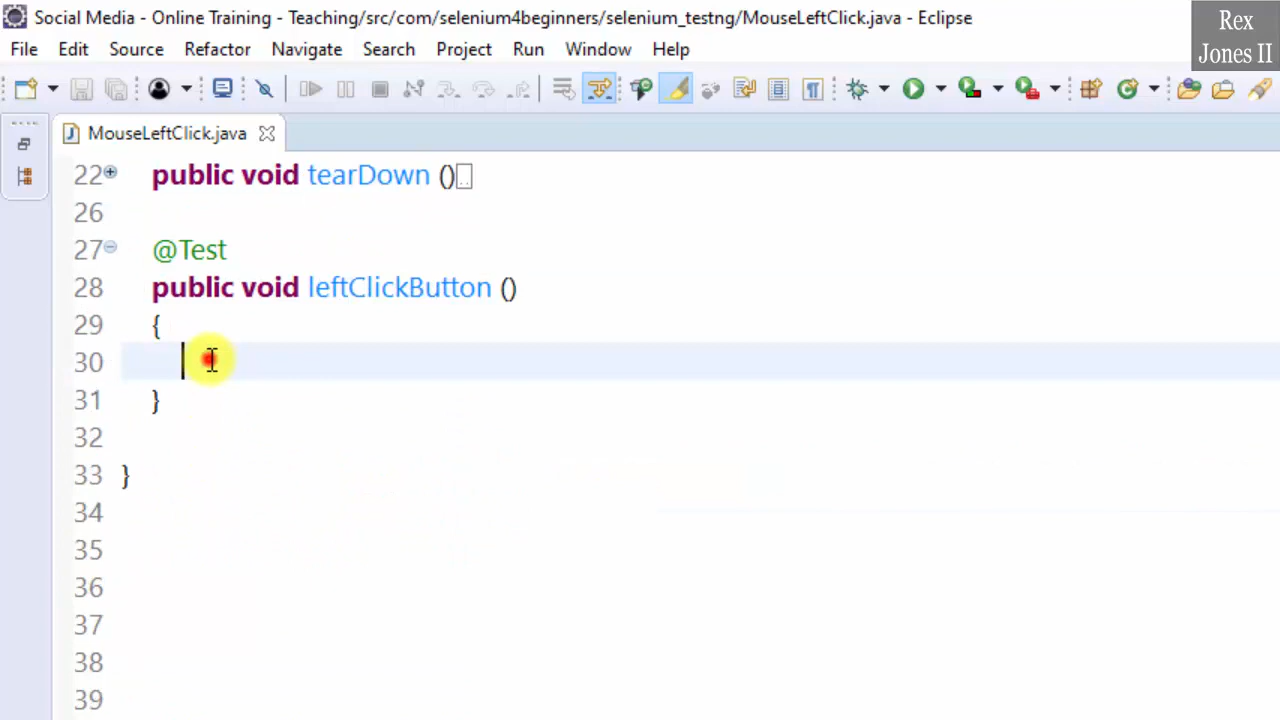 Social Media - Online Training - Teaching/src/com/selenium4beginners/selenium_testng/MouseLeftClick.java - Eclipse
Rex
Jones II
File Edit Source Refactor Navigate Search Project Run Window Help
MouseLeftClick.java
22 public void tearDown ()
26
27 @Test
28 public void leftClickButton ()
29 {
30
31 }
32
33 }
34
35
36
37
38
39